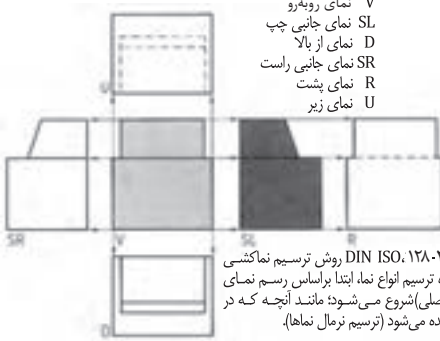 V نمای روبه‌رو
SL نمای جانبی چپ
D نمای از بالا
SR نمای جانبی راست
R نمای پشت
U نمای زیر
U
SR
V
SL
R
D
DIN ISO، ۱۲۸-۷ روش ترسیم نماکشی
ترسیم انواع نما، ابتدا براساس رسم نمای
صلی) شروع می‌شود؛ مانند آنچه که در
ده می‌شود (ترسیم نرمال نماها).